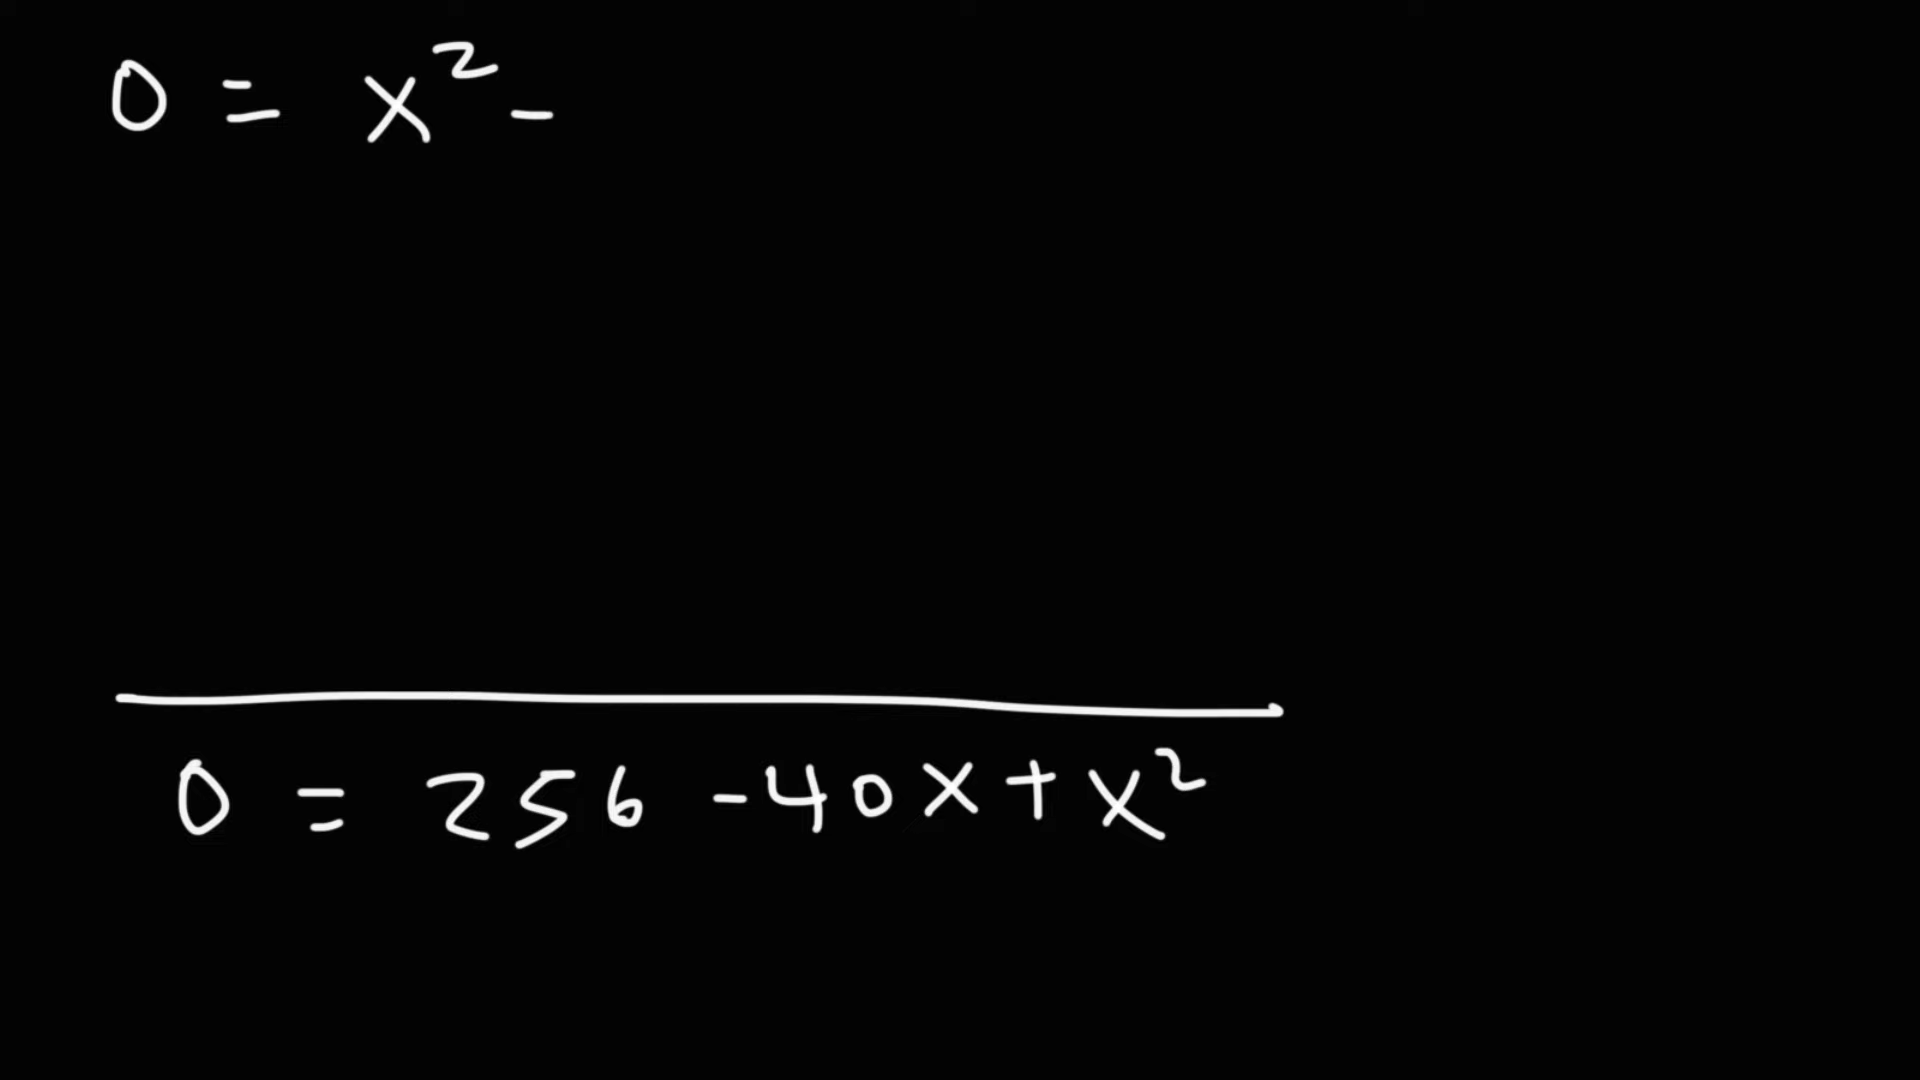 0 = x² -
0 = 256 - 40x + x²